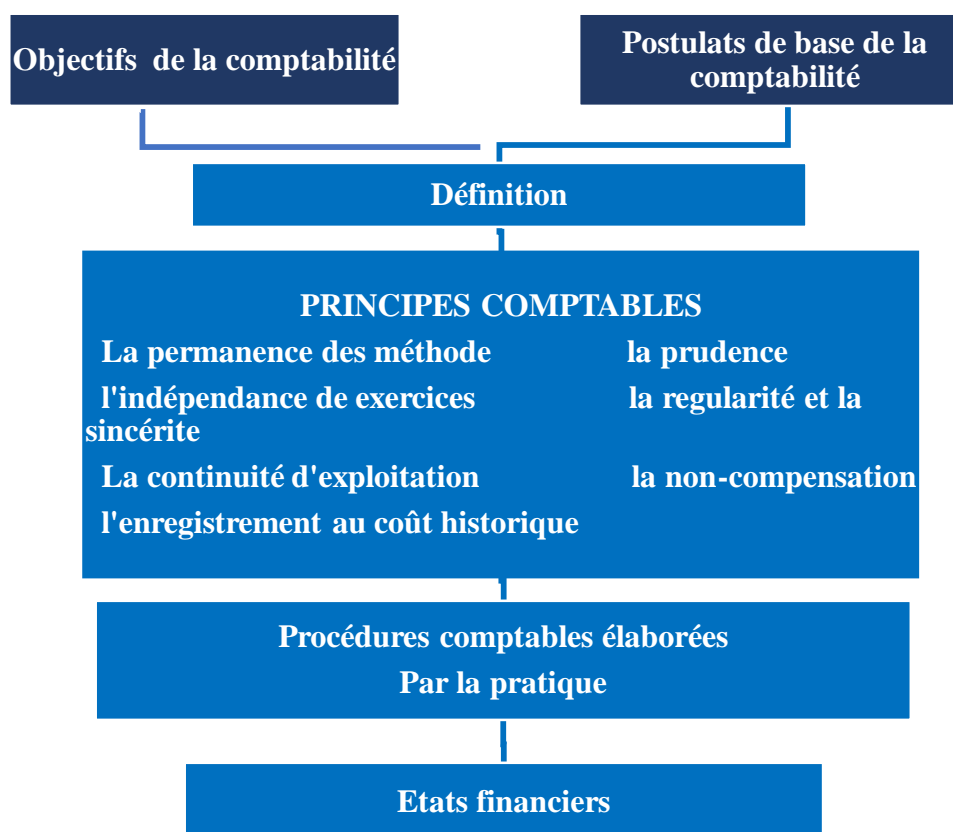 Objectifs de la comptabilité
Postulats de base de la
comptabilité
Définition
PRINCIPES COMPTABLES
La permanence des méthode la prudence
l'indépendance de exercices la regularité et la
sincérite
La continuité d'exploitation la non-compensation
l'enregistrement au coût historique
Procédures comptables élaborées
Par la pratique
Etats financiers